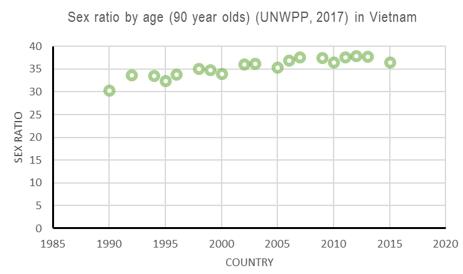 Sex ratio by age (90 year olds) (UNWPP, 2017) in Vietnam
40
35
30
25
20
15
10
5
0
SEX RATIO
1985 1990 1995 2000 2005 2010 2015 2020
COUNTRY